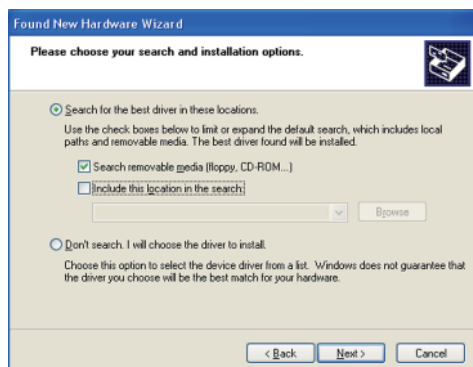 Found New Hardware Wizard
Please choose your search and installation options.
Search for the best driver in these locations.
Use the check boxes below to limit or expand the default search, which includes local
paths and removable media. The best driver found will be installed.
Search removable media (floppy, CD-ROM...)
Include this location in the search:
Browse
Don't search. I will choose the driver to install.
Choose this option to select the device driver from a list. Windows does not guarantee that
the driver you choose will be the best match for your hardware.
< Back
Next >
Cancel